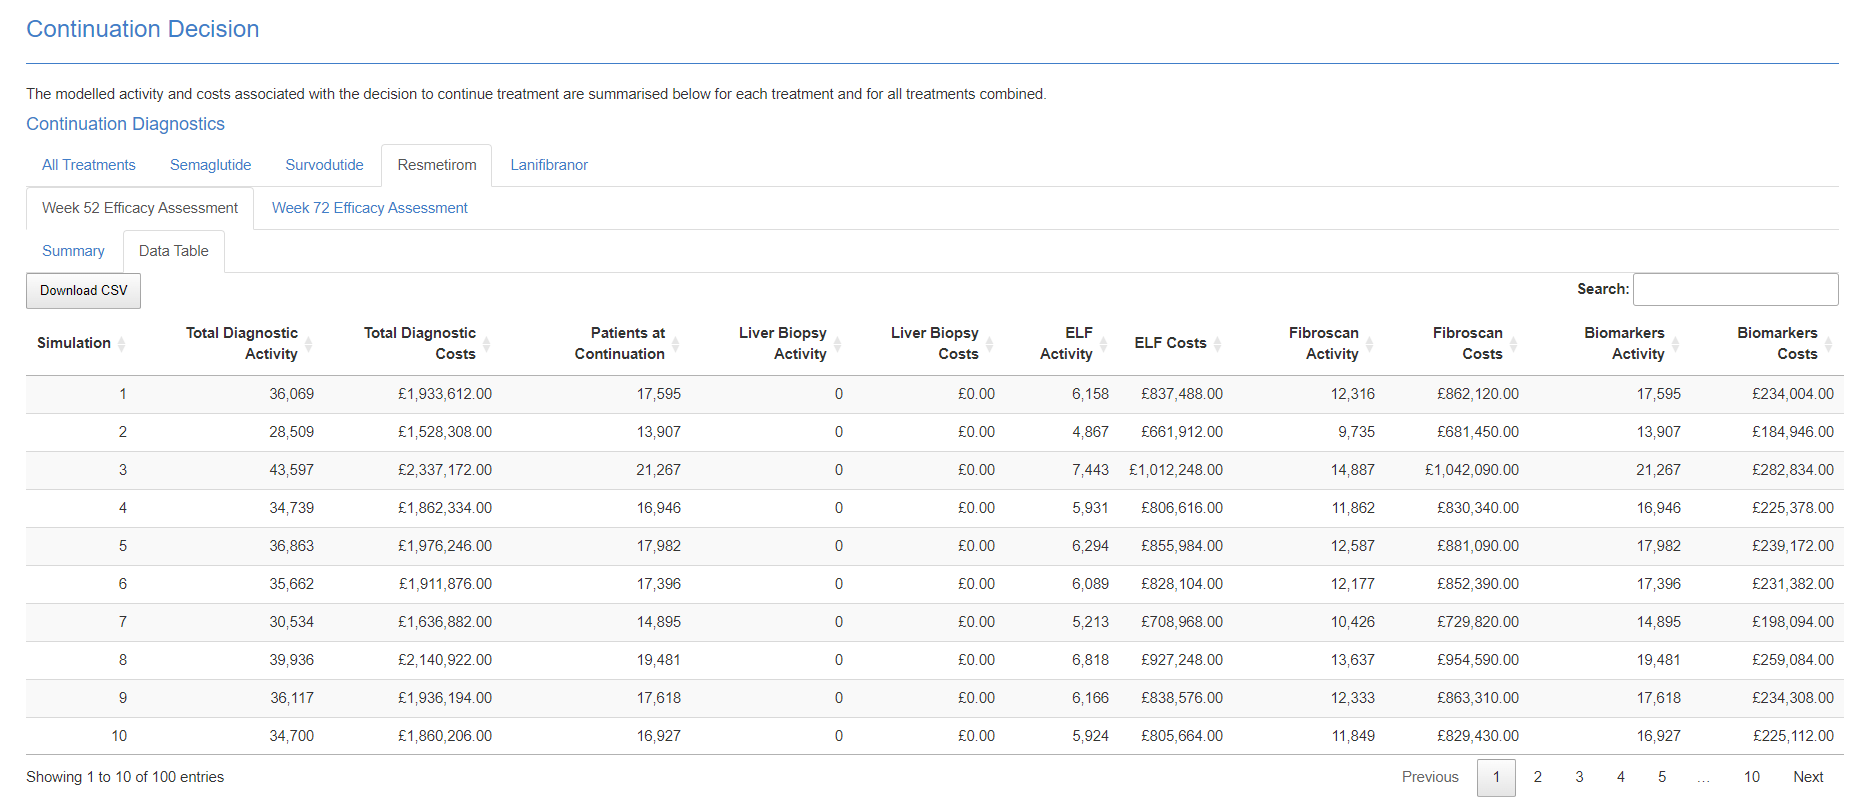 Continuation Decision
The modelled activity and costs associated with the decision to continue treatment are summarised below for each treatment and for all treatments combined.
Continuation Diagnostics
All Treatments Semaglutide Survodutide Resmetirom Lanifibranor
Week 52 Efficacy Assessment Week 72 Efficacy Assessment
Summary Data Table
Download CSV Search:
Simulation Total Diagnostic Activity Total Diagnostic Costs Patients at Continuation Liver Biopsy Activity Liver Biopsy Costs ELF Activity ELF Costs Fibroscan Activity Fibroscan Costs Biomarkers Activity Biomarkers Costs
1 36,069 £1,933,612.00 17,595 0 £0.00 6,158 £837,488.00 12,316 £862,120.00 17,595 £234,004.00
2 28,509 £1,528,308.00 13,907 0 £0.00 4,867 £661,912.00 9,735 £681,450.00 13,907 £184,946.00
3 43,597 £2,337,172.00 21,267 0 £0.00 7,443 £1,012,248.00 14,887 £1,042,090.00 21,267 £282,834.00
4 34,739 £1,862,334.00 16,946 0 £0.00 5,931 £806,616.00 11,862 £830,340.00 16,946 £225,378.00
5 36,863 £1,976,246.00 17,982 0 £0.00 6,294 £855,984.00 12,587 £881,090.00 17,982 £239,172.00
6 35,662 £1,911,876.00 17,396 0 £0.00 6,089 £828,104.00 12,177 £852,390.00 17,396 £231,382.00
7 30,534 £1,636,882.00 14,895 0 £0.00 5,213 £708,968.00 10,426 £729,820.00 14,895 £198,094.00
8 39,936 £2,140,922.00 19,481 0 £0.00 6,818 £927,248.00 13,637 £954,590.00 19,481 £259,084.00
9 36,117 £1,936,194.00 17,618 0 £0.00 6,166 £838,576.00 12,333 £863,310.00 17,618 £234,308.00
10 34,700 £1,860,206.00 16,927 0 £0.00 5,924 £805,664.00 11,849 £829,430.00 16,927 £225,112.00
Showing 1 to 10 of 100 entries Previous 1 2 3 4 5 … 10 Next